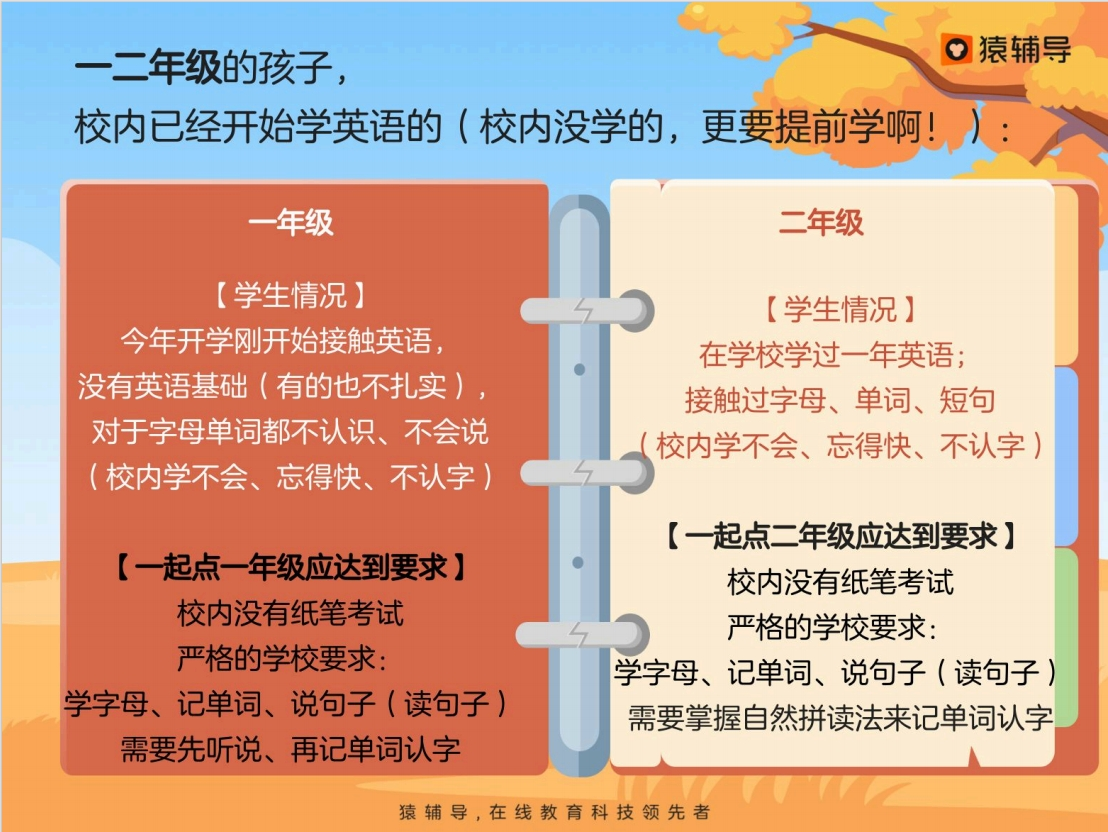 猿辅导
一二年级的孩子，
校内已经开始学英语的（校内没学的，更要提前学啊！）：
一年级
【学生情况】
今年开学刚开始接触英语，
没有英语基础（有的也不扎实），
对于字母单词都不认识、不会说
（校内学不会、忘得快、不认字）
【一起点一年级应达到要求】
校内没有纸笔考试
严格的学校要求：
学字母、记单词、说句子（读句子）
需要先听说、再记单词认字
二年级
【学生情况】
在学校学过一年英语；
接触过字母、单词、短句
（校内学不会、忘得快、不认字）
【一起点二年级应达到要求】
校内没有纸笔考试
严格的学校要求：
学字母、记单词、说句子（读句子）
需要掌握自然拼读法来记单词认字
猿辅导，在线教育科技领先者